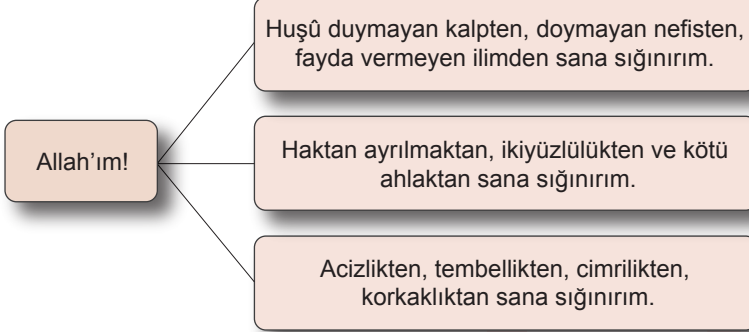 Allah’ım!
Huşû duymayan kalpten, doymayan nefisten,
fayda vermeyen ilimden sana sığınırım.
Haktan ayrılmaktan, ikiyüzlülükten ve kötü
ahlaktan sana sığınırım.
Acizlikten, tembellikten, cimrilikten,
korkaklıktan sana sığınırım.